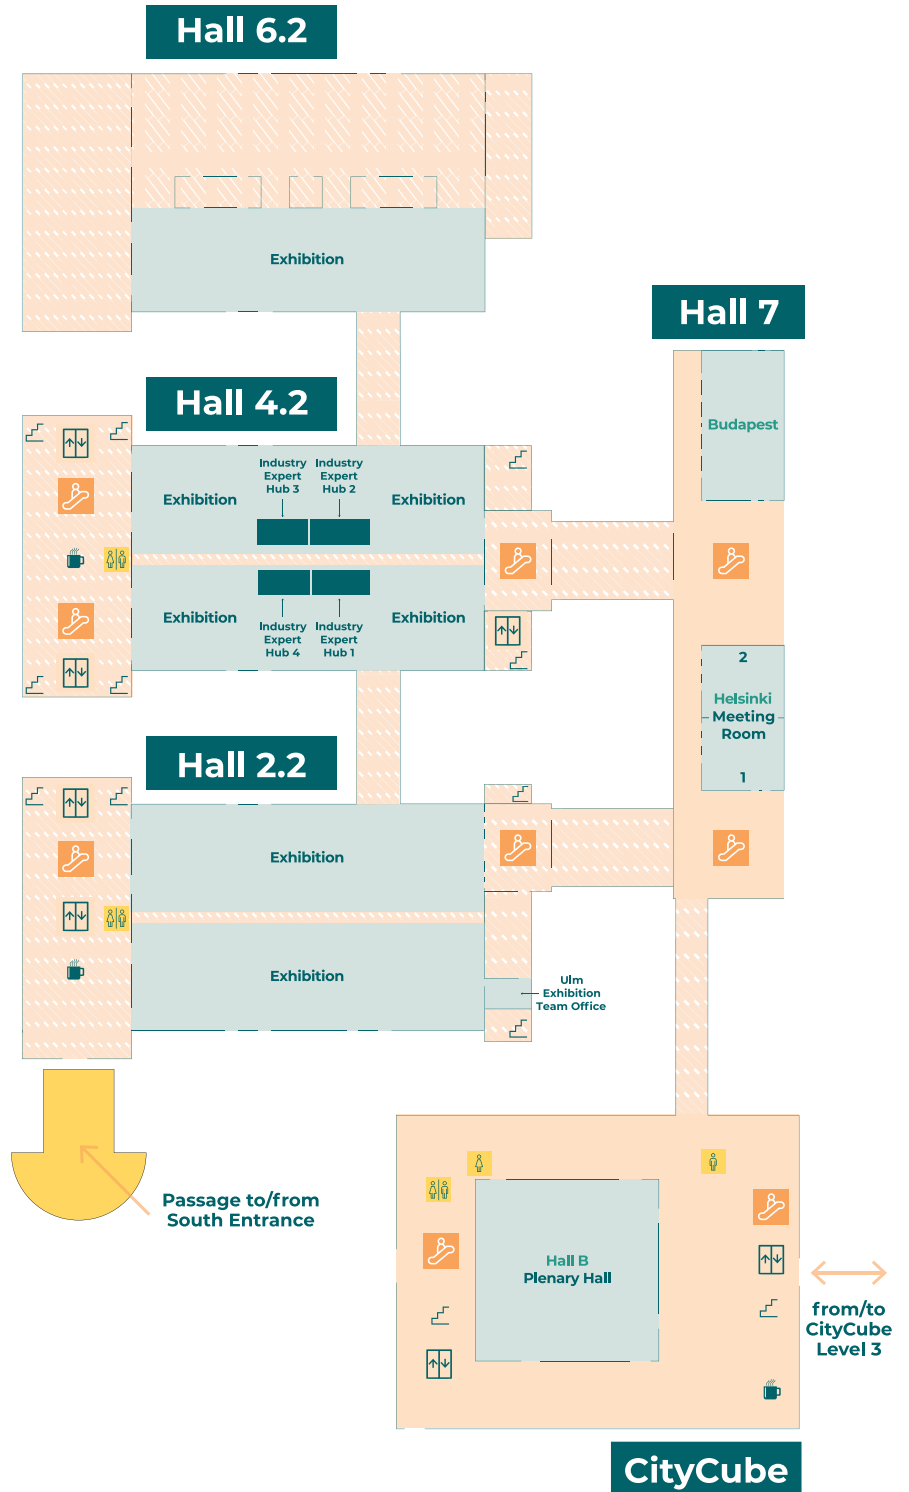 Hall 6.2
Exhibition
Hall 7
Budapest
Hall 4.2
Industry
Expert
Hub 3
Industry
Expert
Hub 2
Exhibition
Exhibition
Exhibition
Exhibition
Industry
Expert
Hub 4
Industry
Expert
Hub 1
2
Helsinki
Meeting
Room
1
Hall 2.2
Exhibition
Exhibition
Ulm
Exhibition
Team Office
Passage to/from
South Entrance
Hall B
Plenary Hall
from/to
CityCube
Level 3
CityCube